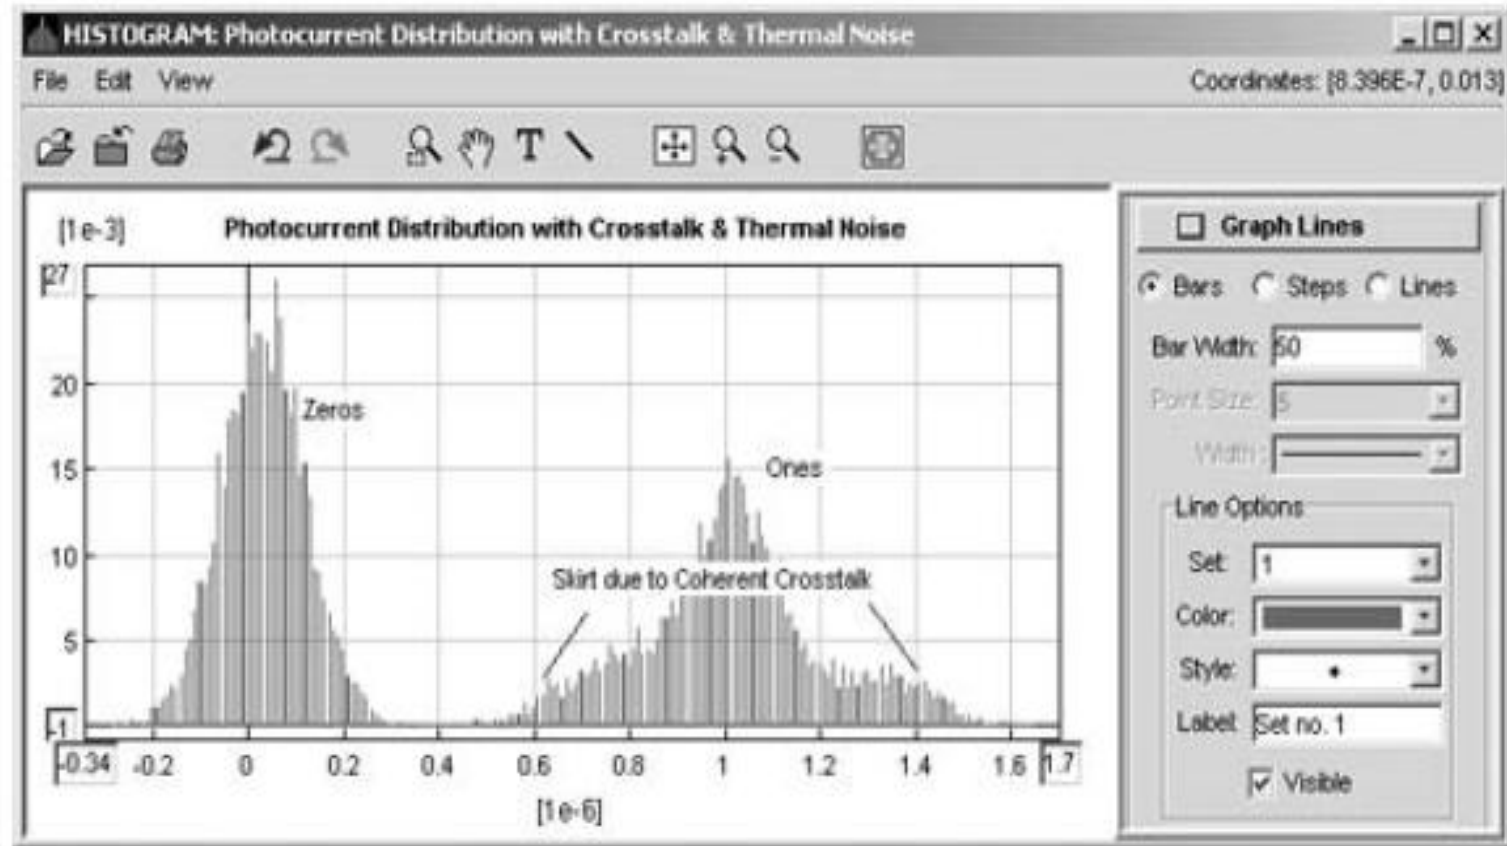 HISTOGRAM: Photocurrent Distribution with Crosstalk & Thermal Noise
File Edit View
Coordinates: [8.396E-7, 0.013]
T
[1e-3]
Photocurrent Distribution with Crosstalk & Thermal Noise
27
20
15
10
5
-1
Zeros
Ones
Skirt due to Coherent Crosstalk
-0.34 -0.2 0 0.2 0.4 0.6 0.8 1 1.2 1.4 1.6 1.7
[1e-6]
Graph Lines
Bars Steps Lines
Bar Width: 50 %
Point Size: 5
Width:
Line Options
Set: 1
Color:
Style:
Label: Set no. 1
Visible